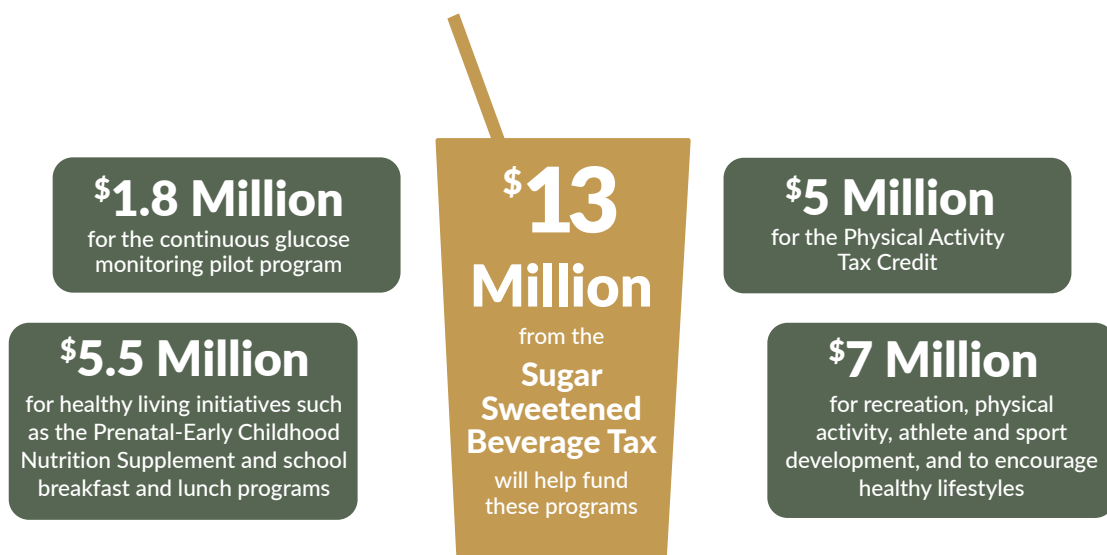 $1.8 Million
for the continuous glucose
monitoring pilot program
$5.5 Million
for healthy living initiatives such
as the Prenatal-Early Childhood
Nutrition Supplement and school
breakfast and lunch programs
$13
Million
from the
Sugar
Sweetened
Beverage Tax
will help fund
these programs
$5 Million
for the Physical Activity
Tax Credit
$7 Million
for recreation, physical
activity, athlete and sport
development, and to encourage
healthy lifestyles